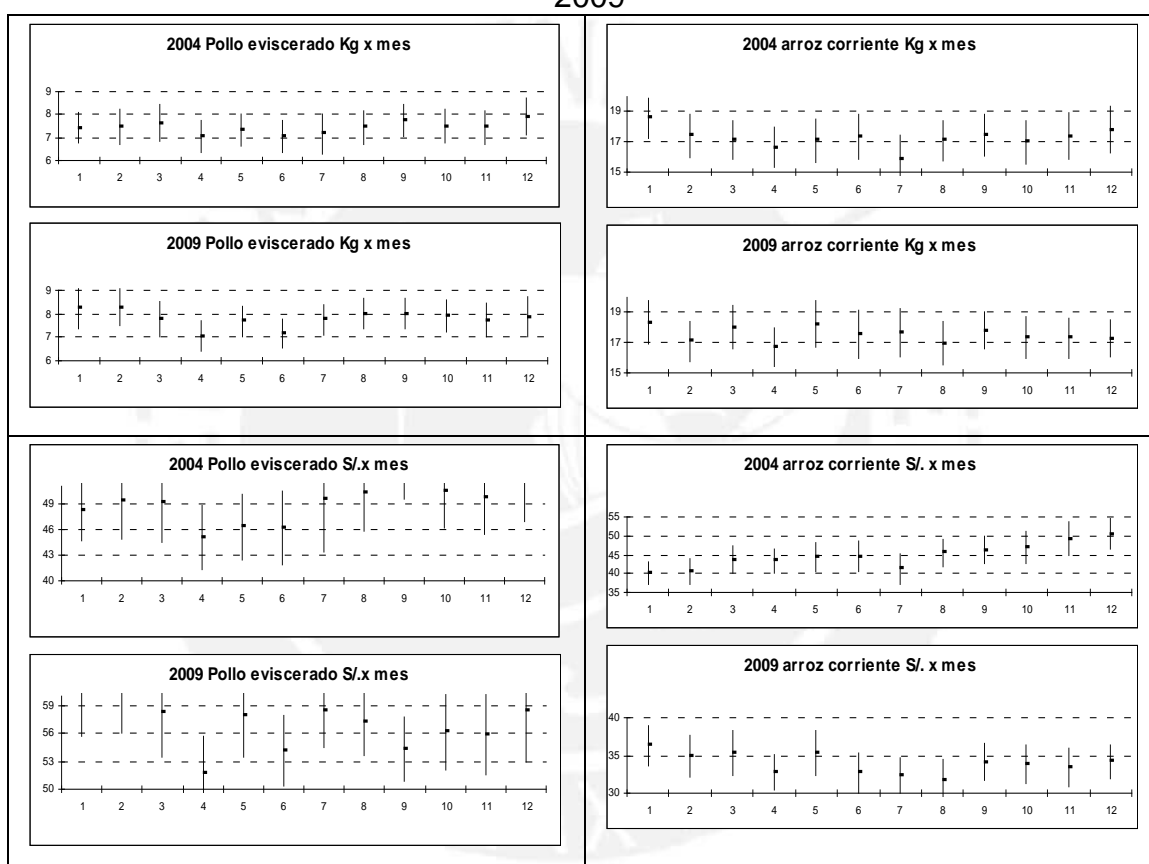 2009
2004 Pollo eviscerado Kg x mes
9
8
7
6
1 2 3 4 5 6 7 8 9 10 11 12
2009 Pollo eviscerado Kg x mes
9
8
7
6
1 2 3 4 5 6 7 8 9 10 11 12
2004 arroz corriente Kg x mes
19
17
15
1 2 3 4 5 6 7 8 9 10 11 12
2009 arroz corriente Kg x mes
19
17
15
1 2 3 4 5 6 7 8 9 10 11 12
2004 Pollo eviscerado S/.x mes
49
46
43
40
1 2 3 4 5 6 7 8 9 10 11 12
2009 Pollo eviscerado S/.x mes
59
56
53
50
1 2 3 4 5 6 7 8 9 10 11 12
2004 arroz corriente S/. x mes
55
50
45
40
35
1 2 3 4 5 6 7 8 9 10 11 12
2009 arroz corriente S/. x mes
40
35
30
1 2 3 4 5 6 7 8 9 10 11 12